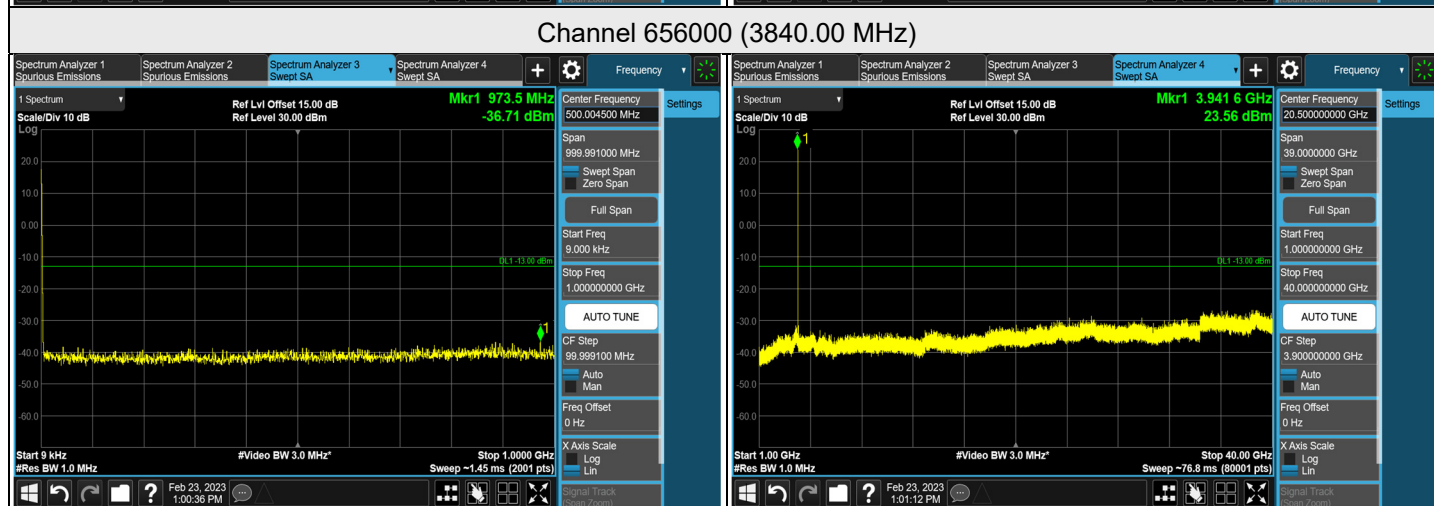 Channel 656000 (3840.00 MHz)
Spectrum Analyzer 1
Spurious Emissions
Spectrum Analyzer 2
Spurious Emissions
Spectrum Analyzer 3
Swept SA
Spectrum Analyzer 4
Swept SA
+
Frequency
1 Spectrum
Scale/Div 10 dB
Ref Lvl Offset 15.00 dB
Ref Level 30.00 dBm
Mkr1 973.5 MHz
-36.71 dBm
Log
20.0
10.0
0.00
-10.0
-20.0
-30.0
-40.0
-50.0
-60.0
DL1 -13.00 dBm
1
Start 9 kHz
#Res BW 1.0 MHz
#Video BW 3.0 MHz*
Stop 1.0000 GHz
Sweep ~1.45 ms (2001 pts)
Center Frequency
500.004500 MHz
Settings
Span
999.991000 MHz
Swept Span
Zero Span
Full Span
Start Freq
9.000 kHz
Stop Freq
1.000000000 GHz
AUTO TUNE
CF Step
99.999100 MHz
Auto
Man
Freq Offset
0 Hz
X Axis Scale
Log
Lin
Signal Track
(Span Zoom)
?
Feb 23, 2023
1:00:36 PM
Spectrum Analyzer 1
Spurious Emissions
Spectrum Analyzer 2
Spurious Emissions
Spectrum Analyzer 3
Swept SA
Spectrum Analyzer 4
Swept SA
+
Frequency
1 Spectrum
Scale/Div 10 dB
Ref Lvl Offset 15.00 dB
Ref Level 30.00 dBm
Mkr1 3.941 6 GHz
23.56 dBm
Log
1
20.0
10.0
0.00
-10.0
-20.0
-30.0
-40.0
-50.0
-60.0
DL1 -13.00 dBm
Start 1.00 GHz
#Res BW 1.0 MHz
#Video BW 3.0 MHz*
Stop 40.00 GHz
Sweep ~76.8 ms (80001 pts)
Center Frequency
20.500000000 GHz
Settings
Span
39.0000000 GHz
Swept Span
Zero Span
Full Span
Start Freq
1.000000000 GHz
Stop Freq
40.000000000 GHz
AUTO TUNE
CF Step
3.900000000 GHz
Auto
Man
Freq Offset
0 Hz
X Axis Scale
Log
Lin
Signal Track
(Span Zoom)
?
Feb 23, 2023
1:01:12 PM